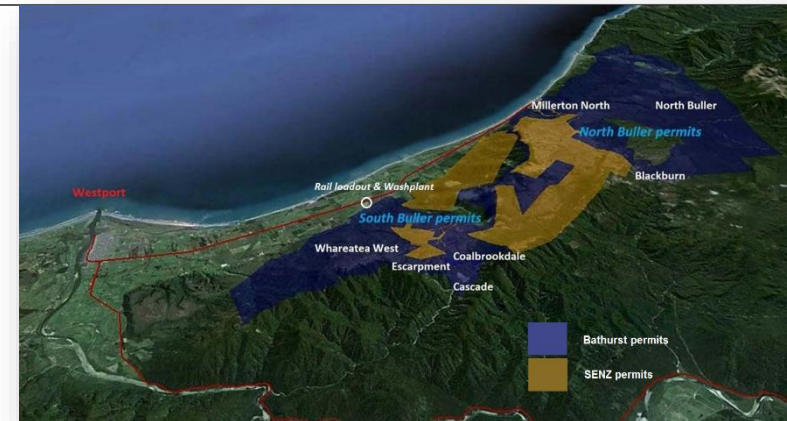 Millerton North
North Buller
North Buller permits
Blackburn
Westport
Rail loadout & Washplant
South Buller permits
Whareatea West
Coalbrookdale
Escarpment
Cascade
Bathurst permits
SENZ permits